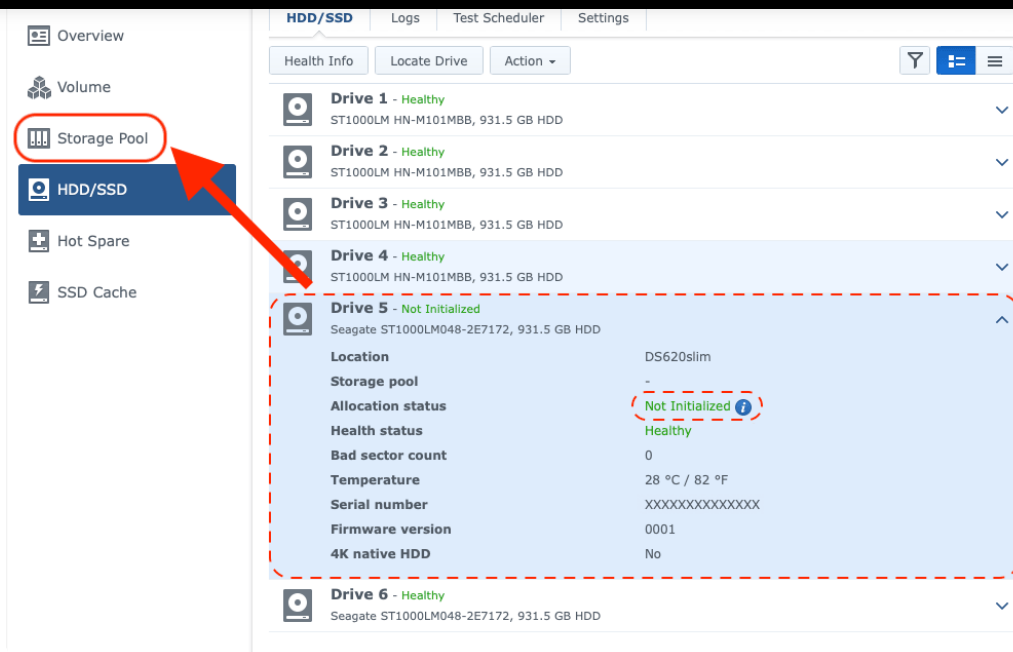 Overview
Volume
Storage Pool
HDD/SSD
Hot Spare
SSD Cache
HDD/SSD Logs Test Scheduler Settings
Health Info Locate Drive Action
Drive 1 - Healthy
ST1000LM HN-M101MBB, 931.5 GB HDD
Drive 2 - Healthy
ST1000LM HN-M101MBB, 931.5 GB HDD
Drive 3 - Healthy
ST1000LM HN-M101MBB, 931.5 GB HDD
Drive 4 - Healthy
ST1000LM HN-M101MBB, 931.5 GB HDD
Drive 5 - Not Initialized
Seagate ST1000LM048-2E7172, 931.5 GB HDD
Location DS620slim
Storage pool -
Allocation status Not Initialized i
Health status Healthy
Bad sector count 0
Temperature 28 °C / 82 °F
Serial number XXXXXXXXXXXXXX
Firmware version 0001
4K native HDD No
Drive 6 - Healthy
Seagate ST1000LM048-2E7172, 931.5 GB HDD